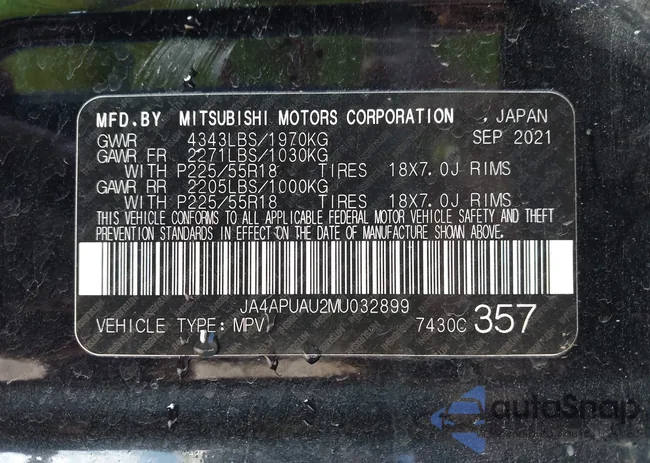 MFD.BY MITSUBISHI MOTORS CORPORATION , JAPAN
GVWR 4343LBS/1970KG SEP 2021
GAWR FR 2271LBS/1030KG
WITH P225/55R18 TIRES 18X7.0J RIMS
GAWR RR 2205LBS/1000KG
WITH P225/55R18 TIRES 18X7.0J RIMS
THIS VEHICLE CONFORMS TO ALL APPLICABLE FEDERAL MOTOR VEHICLE SAFETY AND THEFT
PREVENTION STANDARDS IN EFFECT ON THE DATE OF MANUFACTURE SHOWN ABOVE.
JA4APUAU2MU032899
VEHICLE TYPE: MPV 7430C 357
autoSnap